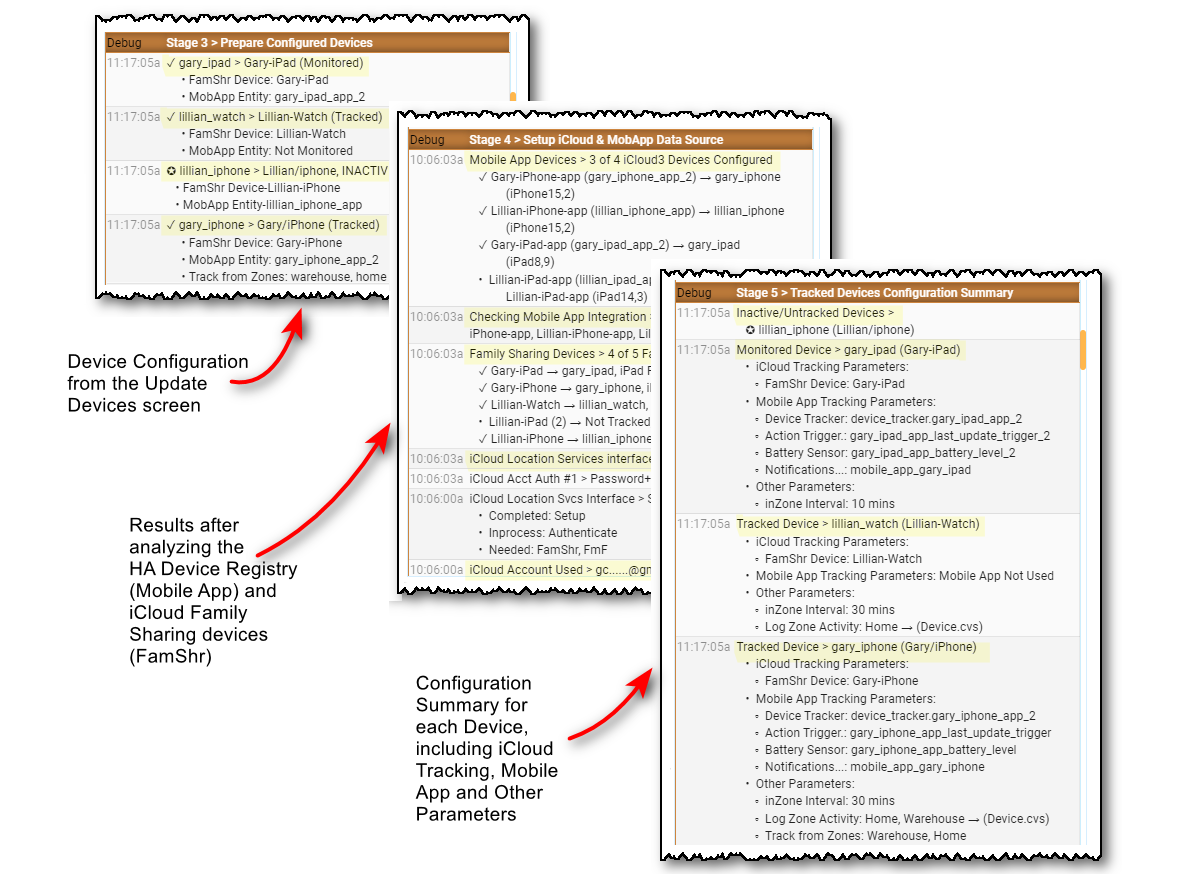 Debug Stage 3 > Prepare Configured Devices
11:17:05a ✓ gary_ipad > Gary-iPad (Monitored)
• FamShr Device: Gary-iPad
• MobApp Entity: gary_ipad_app_2
11:17:05a ✓ lillian_watch > Lillian-Watch (Tracked)
• FamShr Device: Lillian-Watch
• MobApp Entity: Not Monitored
11:17:05a ✪ lillian_iphone > Lillian/iphone, INACTIV
• FamShr Device-Lillian-iPhone
• MobApp Entity-lillian_iphone_app
11:17:05a ✓ gary_iphone > Gary/iPhone (Tracked)
• FamShr Device: Gary-iPhone
• MobApp Entity: gary_iphone_app_2
• Track from Zones: warehouse, home
Device Configuration
from the Update
Devices screen
Debug Stage 4 > Setup iCloud & MobApp Data Source
10:06:03a Mobile App Devices > 3 of 4 iCloud3 Devices Configured
✓ Gary-iPhone-app (gary_iphone_app_2) → gary_iphone
(iPhone15,2)
✓ Lillian-iPhone-app (lillian_iphone_app) → lillian_iphone
(iPhone15,2)
✓ Gary-iPad-app (gary_ipad_app_2) → gary_ipad
(iPad8,9)
• Lillian-iPad-app (lillian_ipad_ap
Lillian-iPad-app (iPad14,3)
10:06:03a Checking Mobile App Integration >
iPhone-app, Lillian-iPhone-app, Lil
10:06:03a Family Sharing Devices > 4 of 5 Fa
✓ Gary-iPad → gary_ipad, iPad P
✓ Gary-iPhone → gary_iphone, i
✓ Lillian-Watch → lillian_watch,
• Lillian-iPad (2) → Not Tracked
✓ Lillian-iPhone → lillian_iphone
10:06:03a iCloud Location Services interface
10:06:03a iCloud Acct Auth #1 > Password+
10:06:00a iCloud Location Svcs Interface > S
• Completed: Setup
• Inprocess: Authenticate
• Needed: FamShr, FmF
10:06:00a iCloud Account Used > gc......@gm
Results after
analyzing the
HA Device Registry
(Mobile App) and
iCloud Family
Sharing devices
(FamShr)
Debug Stage 5 > Tracked Devices Configuration Summary
11:17:05a Inactive/Untracked Devices >
✪ lillian_iphone (Lillian/iphone)
11:17:05a Monitored Device > gary_ipad (Gary-iPad)
• iCloud Tracking Parameters:
◦ FamShr Device: Gary-iPad
• Mobile App Tracking Parameters:
◦ Device Tracker: device_tracker.gary_ipad_app_2
◦ Action Trigger.: gary_ipad_app_last_update_trigger_2
◦ Battery Sensor: gary_ipad_app_battery_level_2
◦ Notifications...: mobile_app_gary_ipad
• Other Parameters:
◦ inZone Interval: 10 mins
11:17:05a Tracked Device > lillian_watch (Lillian-Watch)
• iCloud Tracking Parameters:
◦ FamShr Device: Lillian-Watch
• Mobile App Tracking Parameters: Mobile App Not Used
• Other Parameters:
◦ inZone Interval: 30 mins
◦ Log Zone Activity: Home → (Device.cvs)
11:17:05a Tracked Device > gary_iphone (Gary/iPhone)
• iCloud Tracking Parameters:
◦ FamShr Device: Gary-iPhone
• Mobile App Tracking Parameters:
◦ Device Tracker: device_tracker.gary_iphone_app_2
◦ Action Trigger.: gary_iphone_app_last_update_trigger
◦ Battery Sensor: gary_iphone_app_battery_level
◦ Notifications...: mobile_app_gary_iphone
• Other Parameters:
◦ inZone Interval: 30 mins
◦ Log Zone Activity: Home, Warehouse → (Device.cvs)
◦ Track from Zones: Warehouse, Home
Configuration
Summary for
each Device,
including iCloud
Tracking, Mobile
App and Other
Parameters